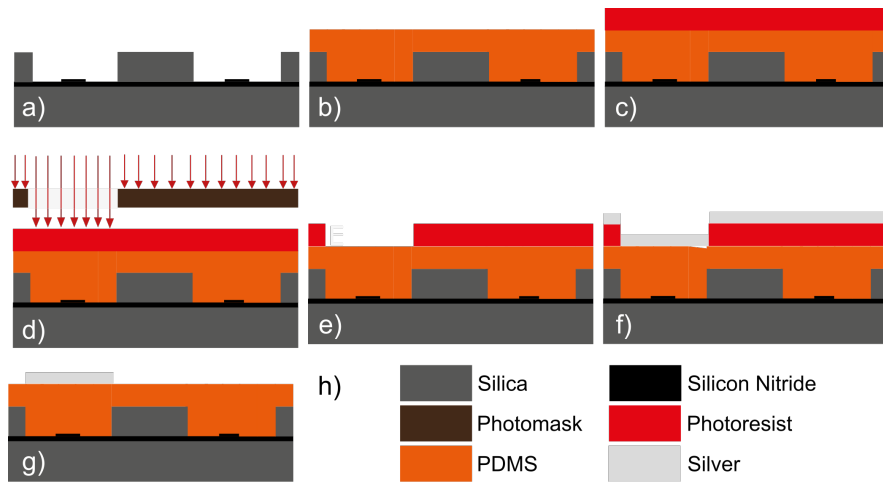 a)
b)
c)
d)
e)
f)
g)
h)
Silica
Silicon Nitride
Photomask
Photoresist
PDMS
Silver